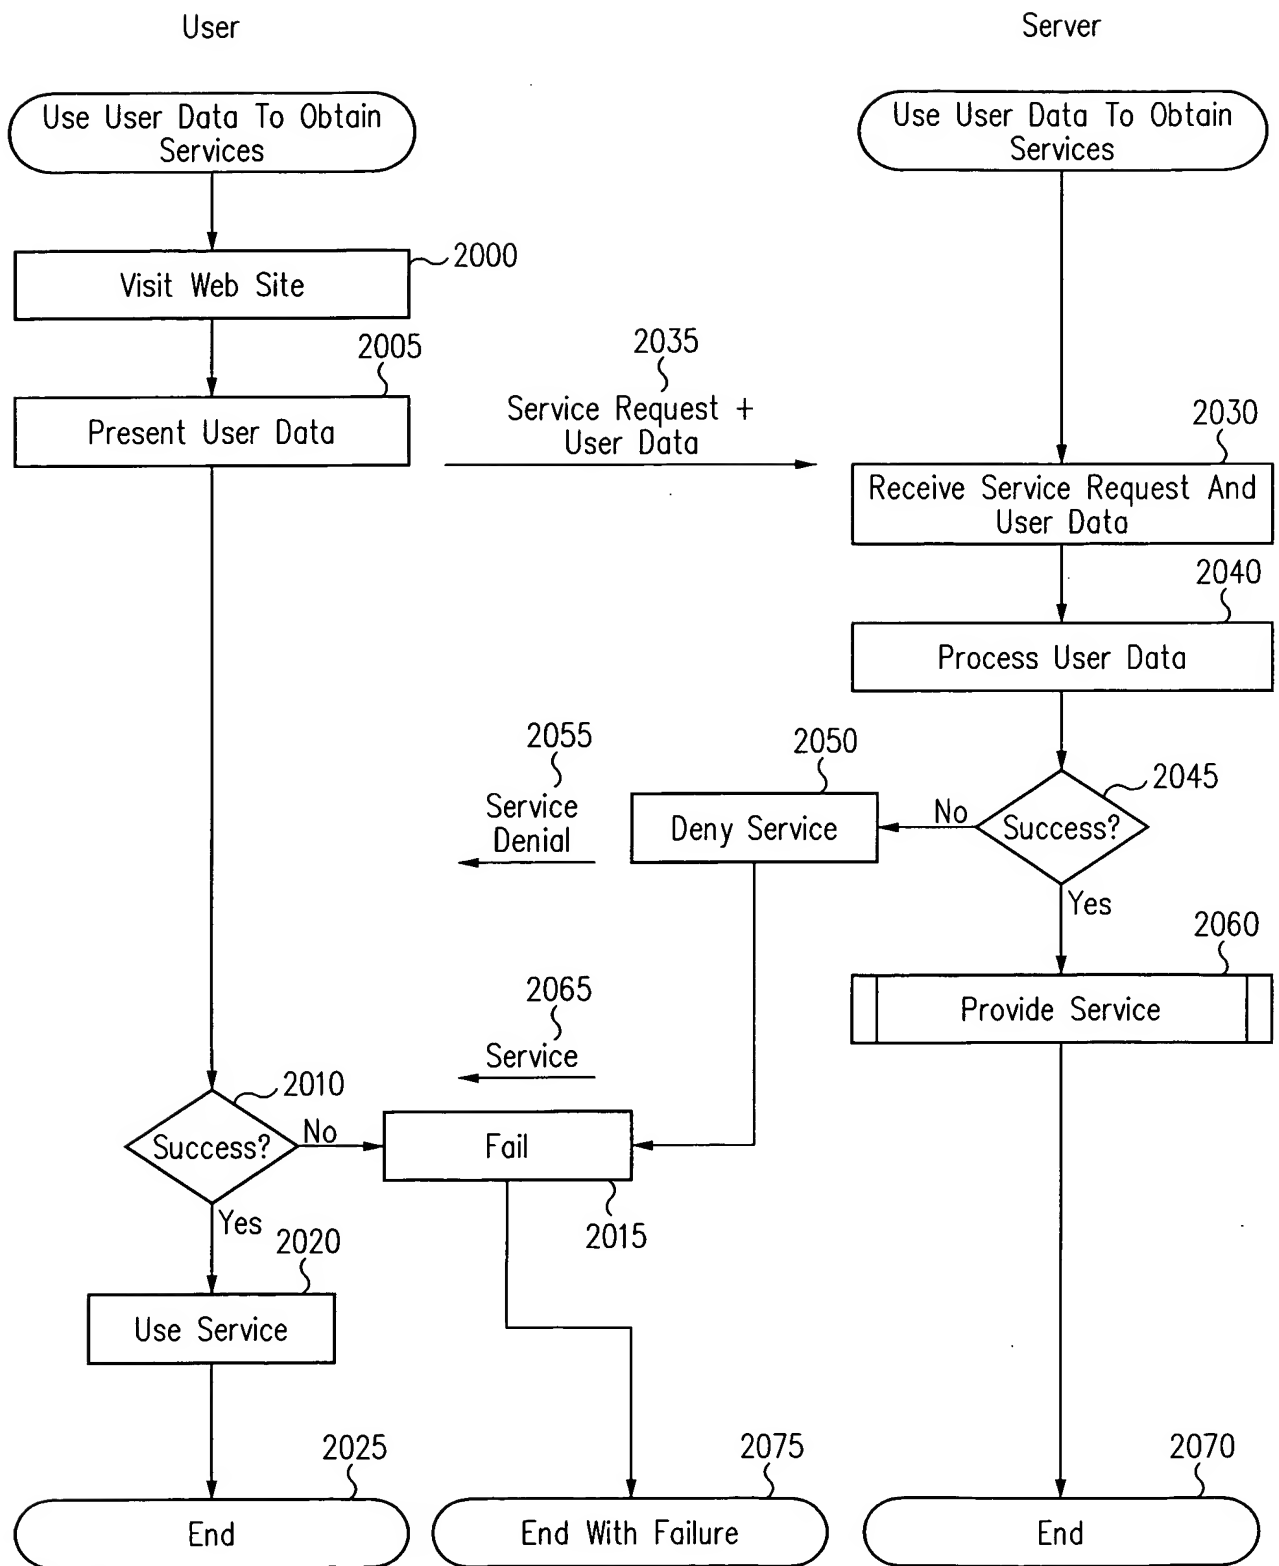 User
Server
Use User Data To Obtain
Services
Use User Data To Obtain
Services
2000
Visit Web Site
2005
Present User Data
2035
Service Request +
User Data
2030
Receive Service Request And
User Data
2040
Process User Data
2055
Service
Denial
2050
Deny Service
No
2045
Success?
Yes
2060
Provide Service
2065
Service
2010
Success?
No
Fail
2015
Yes
2020
Use Service
2025
End
2075
End With Failure
2070
End